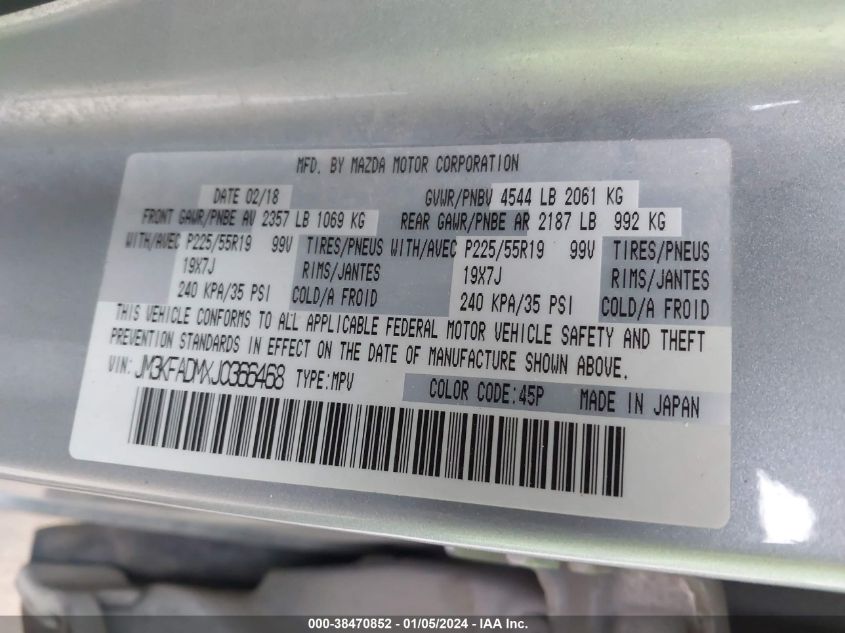 MFD. BY MAZDA MOTOR CORPORATION
DATE 02/18 GVWR/PNBV 4544 LB 2061 KG
FRONT GAWR/PNBE AV 2357 LB 1069 KG REAR GAWR/PNBE AR 2187 LB 992 KG
WITH/AVEC P225/55R19 99V TIRES/PNEUS WITH/AVEC P225/55R19 99V TIRES/PNEUS
19X7J RIMS/JANTES 19X7J RIMS/JANTES
240 KPA/35 PSI COLD/A FROID 240 KPA/35 PSI COLD/A FROID
THIS VEHICLE CONFORMS TO ALL APPLICABLE FEDERAL MOTOR VEHICLE SAFETY AND THEFT
PREVENTION STANDARDS IN EFFECT ON THE DATE OF MANUFACTURE SHOWN ABOVE.
VIN: JM3KFADMXJ0366468 TYPE:MPV COLOR CODE:45P MADE IN JAPAN
000-38470852 - 01/05/2024 - IAA Inc.